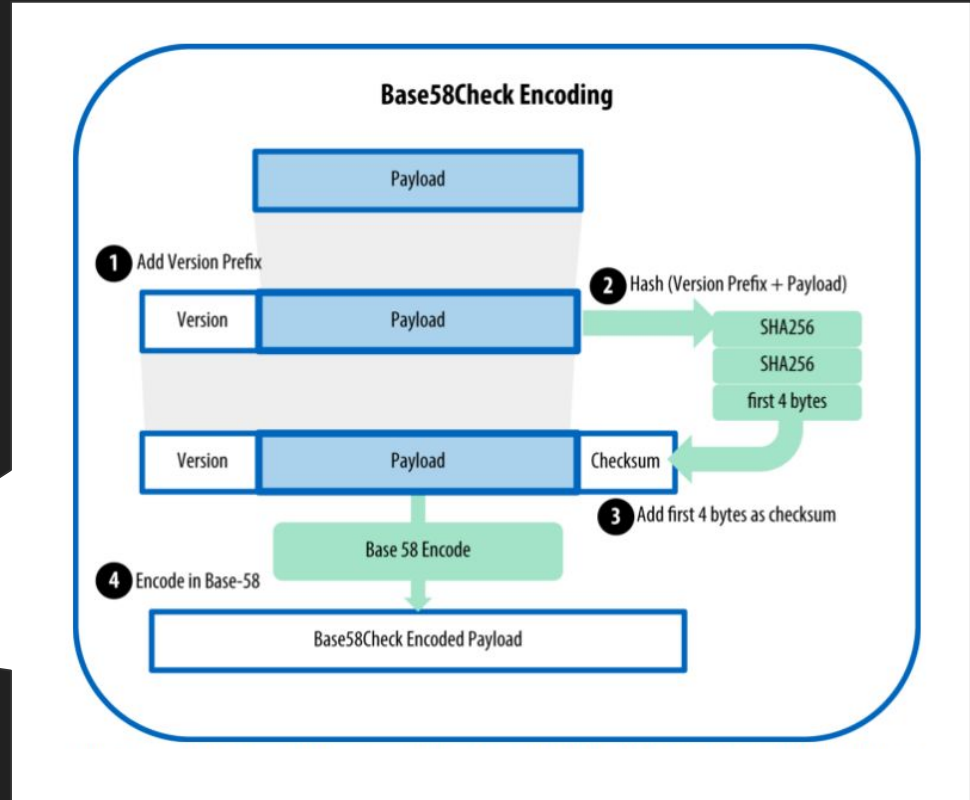 Base58Check Encoding
Payload
1 Add Version Prefix
2 Hash (Version Prefix + Payload)
Version
Payload
SHA256
SHA256
first 4 bytes
Version
Payload
Checksum
3 Add first 4 bytes as checksum
Base 58 Encode
4 Encode in Base-58
Base58Check Encoded Payload